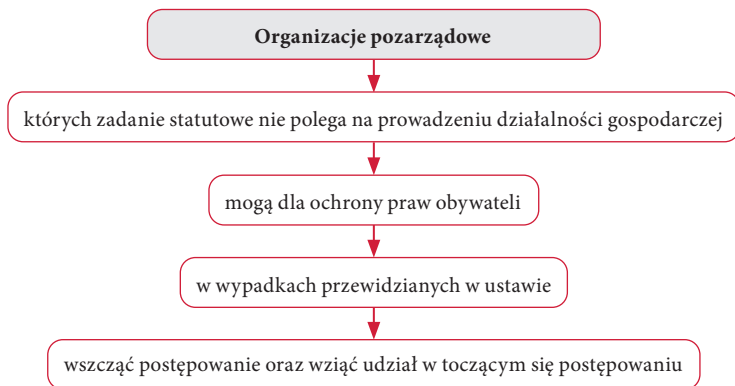 Organizacje pozarządowe
których zadanie statutowe nie polega na prowadzeniu działalności gospodarczej
mogą dla ochrony praw obywateli
w wypadkach przewidzianych w ustawie
wszcząć postępowanie oraz wziąć udział w toczącym się postępowaniu